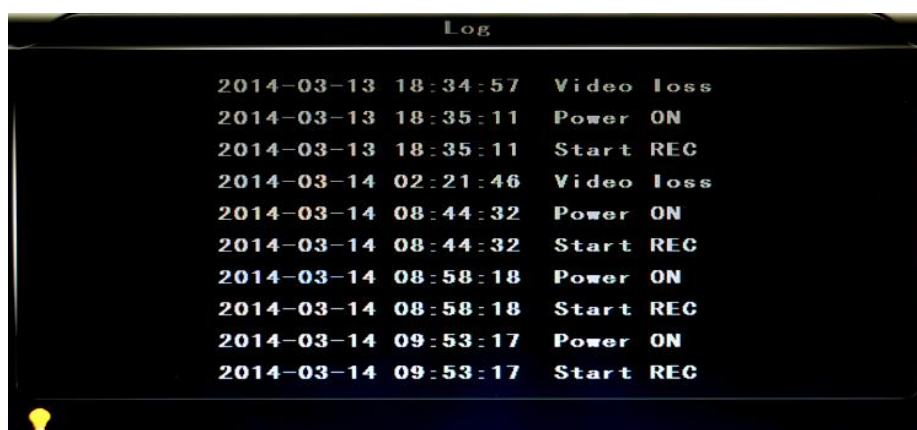 Log
2014-03-13 18:34:57 Video loss
2014-03-13 18:35:11 Power ON
2014-03-13 18:35:11 Start REC
2014-03-14 02:21:46 Video loss
2014-03-14 08:44:32 Power ON
2014-03-14 08:44:32 Start REC
2014-03-14 08:58:18 Power ON
2014-03-14 08:58:18 Start REC
2014-03-14 09:53:17 Power ON
2014-03-14 09:53:17 Start REC